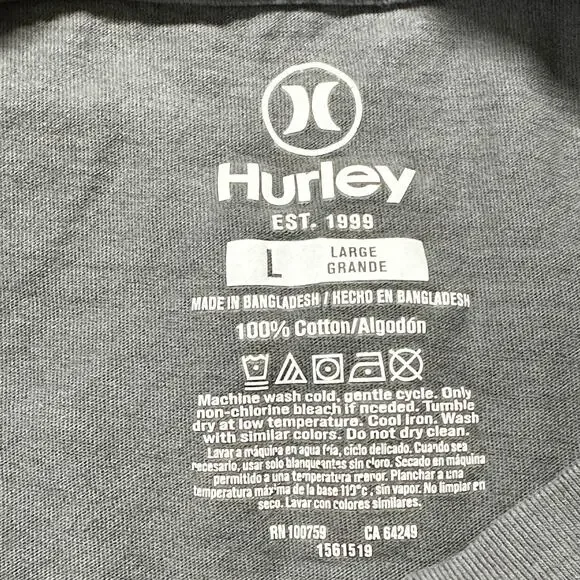 Hurley
EST. 1999
L LARGE
GRANDE
MADE IN BANGLADESH / HECHO EN BANGLADESH
100% Cotton/Algodón
Machine wash cold, gentle cycle. Only
non-chlorine bleach if needed. Tumble
dry at low temperature. Cool Iron. Wash
with similar colors. Do not dry clean.
Lavar a máquina en agua fría, ciclo delicado. Cuando sea
necesario, usar solo blanqueantes sin cloro. Secado en máquina
permitido a una temperatura menor. Planchar a una
temperatura máxima de la base 110°c, sin vapor. No limpiar en
seco. Lavar con colores similares.
RN 100759 CA 64249
1561519